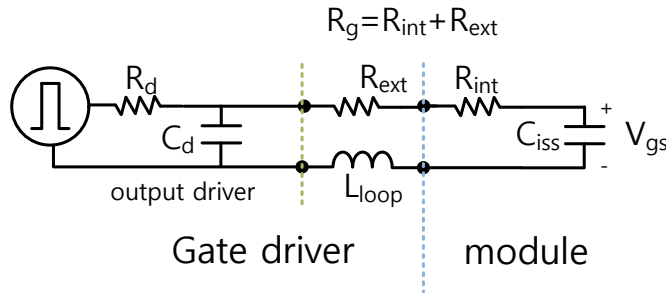 Rg=Rint+Rext
Rd
Rext
Rint
+
Cd
Ciss
Vgs
-
output driver
Lloop
Gate driver
module